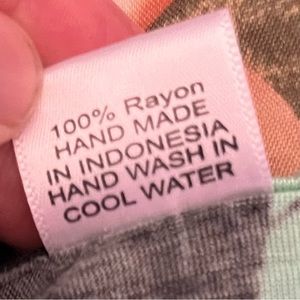 100% Rayon
HAND MADE
IN INDONESIA
HAND WASH IN
COOL WATER